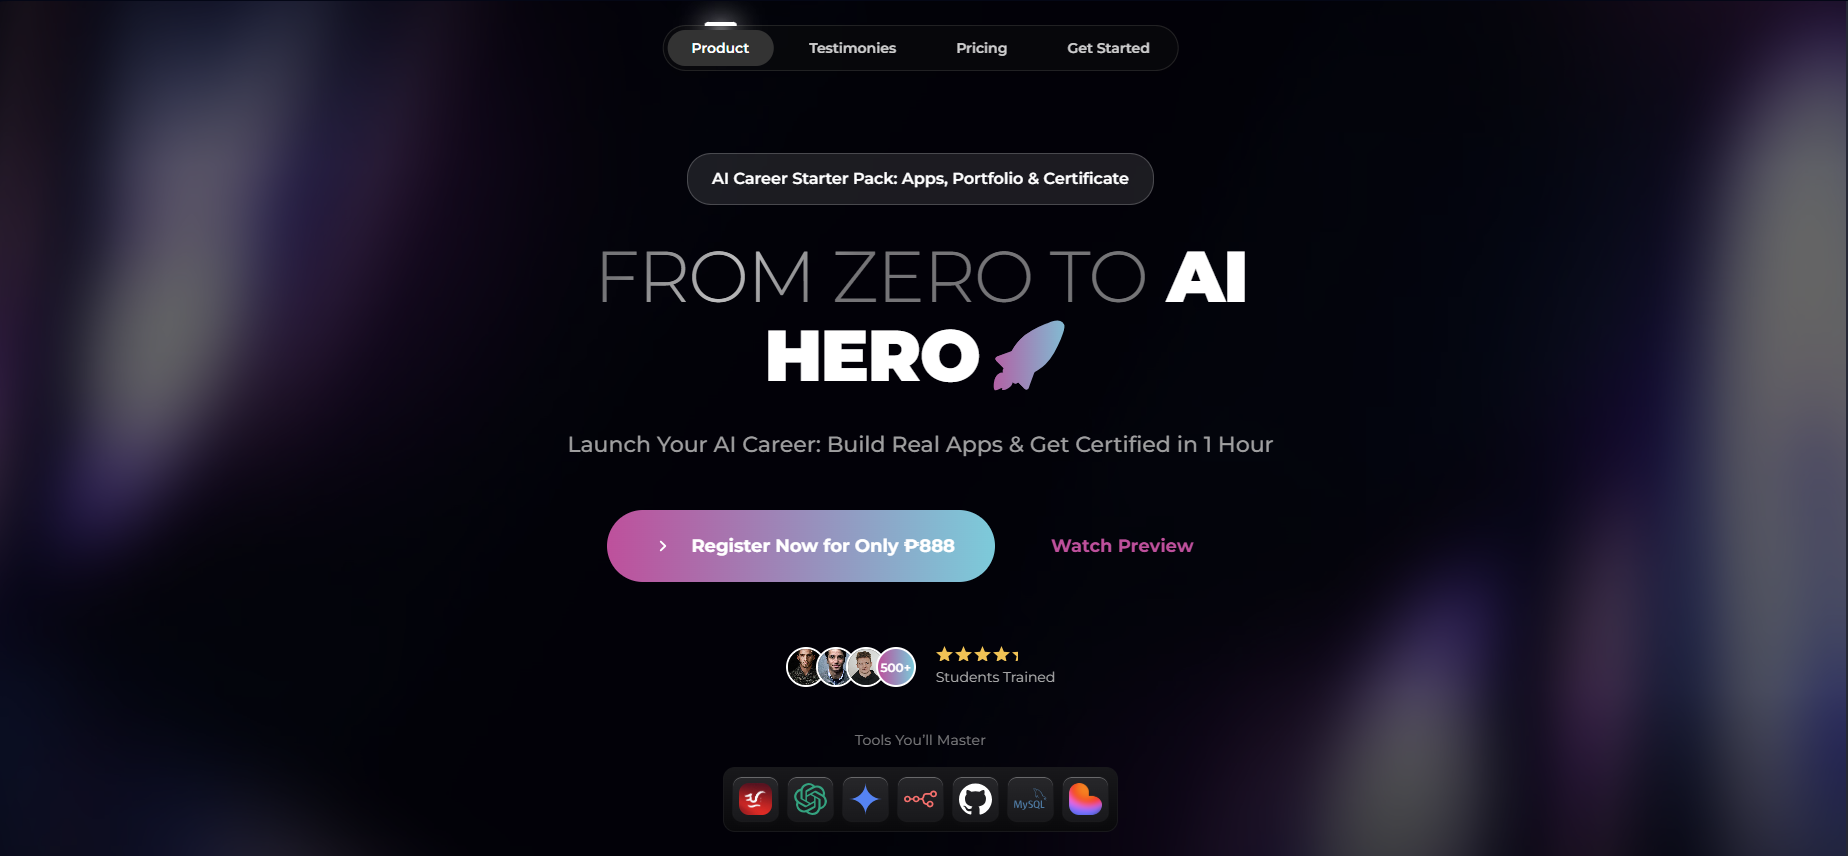 Product
Testimonies
Pricing
Get Started
AI Career Starter Pack: Apps, Portfolio & Certificate
FROM ZERO TO AI
HERO
Launch Your AI Career: Build Real Apps & Get Certified in 1 Hour
Register Now for Only ₱888
Watch Preview
500+
Students Trained
Tools You'll Master
MySQL